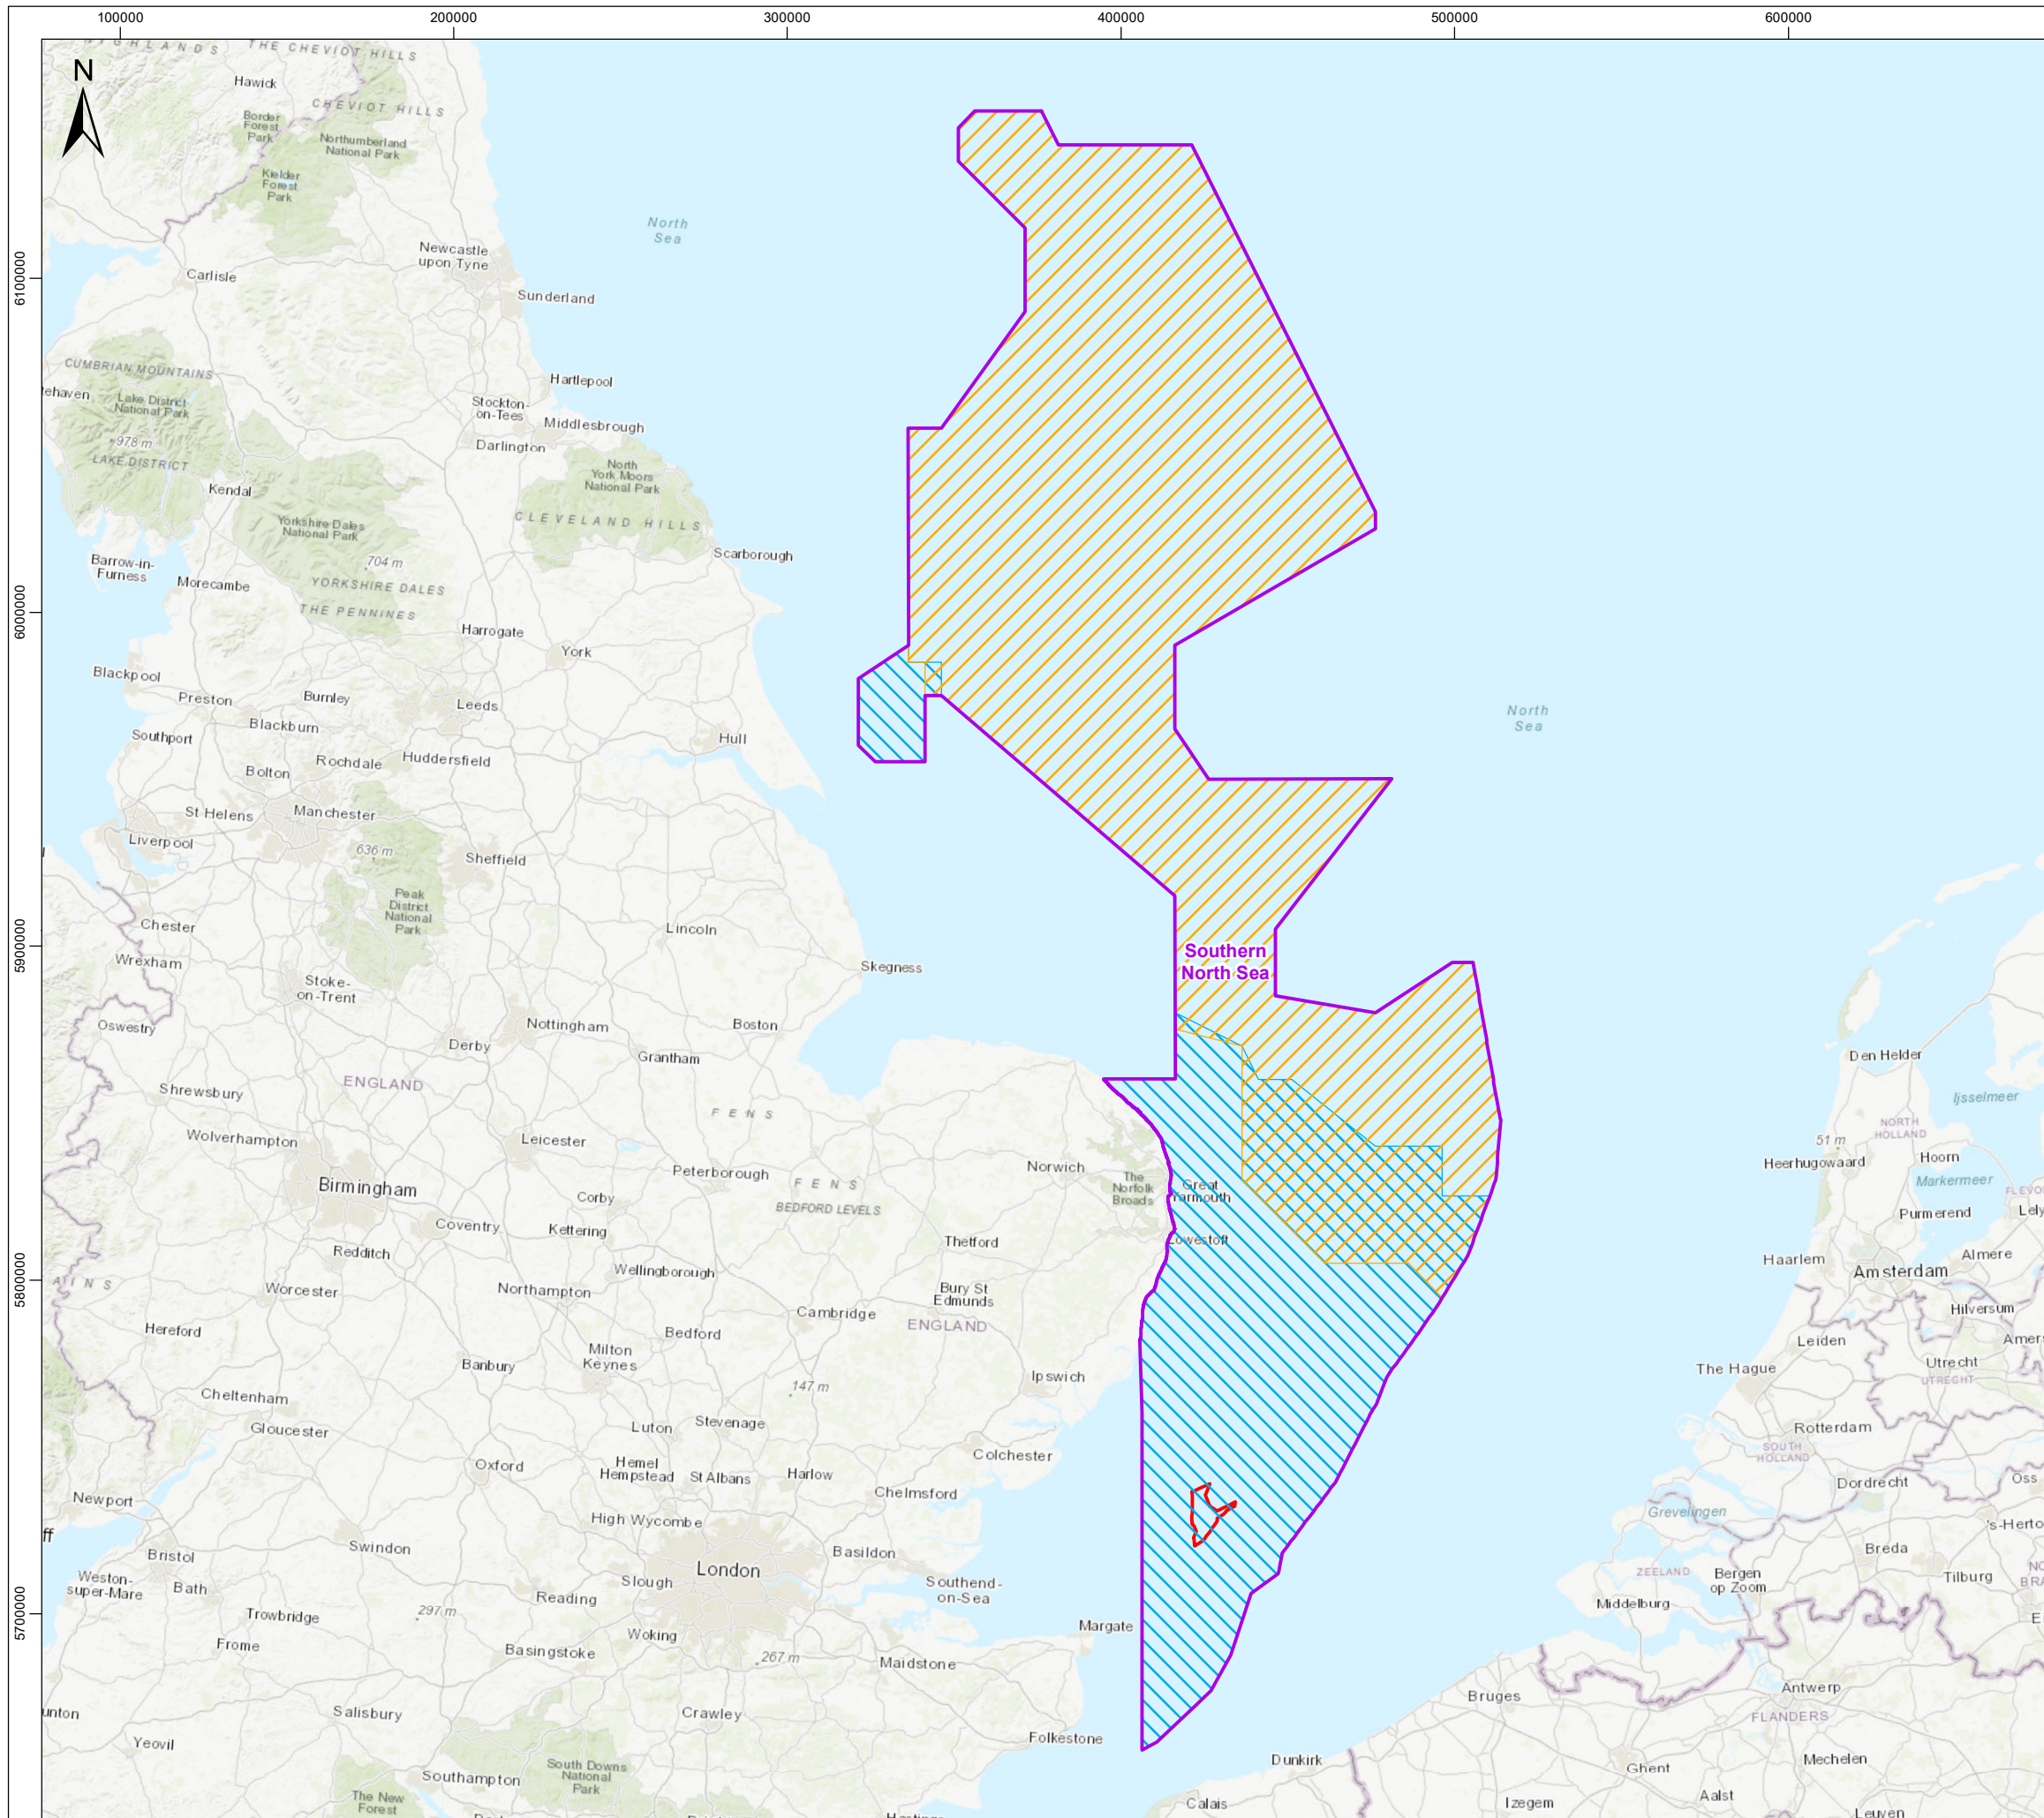 100000
200000
300000
400000
500000
600000
THE CHEVIOT HILLS
N
Hawick
CHEVIOT HILLS
Border
Forest
Park
Northumberland
National Park
Kielder
Forest
Park
North
Sea
Newcastle
upon Tyne
6100000
Carlisle
Sunderland
CUMBRIAN MOUNTAINS
Hartlepool
tehaven
Lake District
National Park
Stockton-
on-Tees
Middlesbrough
978 m
Darlington
LAKE DISTRICT
North
York Moors
National Park
Kendal
CLEVELAND HILLS
Yorkshire Dales
National Park
Scarborough
704 m
Barrow-in-
Furness
Morecambe
YORKSHIRE DALES
THE PENNINES
6000000
Harrogate
York
Blackpool
Preston
Burnley
Leeds
North
Sea
Blackburn
Southport
Hull
Rochdale
Huddersfield
Bolton
St Helens
Manchester
Liverpool
636 m
Sheffield
Peak
District
National
Park
Chester
Lincoln
5900000
Southern
North Sea
Wrexham
Skegness
Stoke-
on-Trent
Oswestry
Nottingham
Boston
Derby
Grantham
Den Helder
ENGLAND
Shrewsbury
Ijsselmeer
FENS
NORTH
HOLLAND
51 m
Wolverhampton
Leicester
Hoorn
Heerhugowaard
Peterborough
Norwich
The
Norfolk
Broads
Great
Yarmouth
Markermeer
Birmingham
FENS
FLEVO
Corby
BEDFORD LEVELS
Lely
Purmerend
Coventry
Kettering
Thetford
Lowestoft
Redditch
Almere
Haarlem
Amsterdam
AINS
5800000
Wellingborough
Worcester
Northampton
Bury St
Edmunds
Hilversum
Cambridge
Hereford
ENGLAND
Bedford
Leiden
Amers
Milton
Keynes
Banbury
The Hague
Utrecht
UTRECHT
Ipswich
147 m
Cheltenham
Gloucester
Luton
Stevenage
Rotterdam
Colchester
SOUTH
HOLLAND
Oxford
Hemel
Hempstead
St Albans
Harlow
Dordrecht
Oss
Chelmsford
Newport
Grevelingen
High Wycombe
's-Herto
ff
Swindon
Bristol
Basildon
Breda
London
Weston-
super-Mare
Bath
Slough
Southend-
on-Sea
ZEELAND
Bergen
op Zoom
Tilburg
NO
BRA
Reading
Middelburg
5700000
Trowbridge
297 m
Margate
E
Frome
Woking
Basingstoke
267 m
Maidstone
Antwerp
Bruges
unton
Salisbury
Crawley
FLANDERS
Yeovil
Folkestone
Dunkirk
Mechelen
Ghent
South Downs
National
Park
Southampton
The New
Forest
Aalst
Calais
Izegem
Leuven